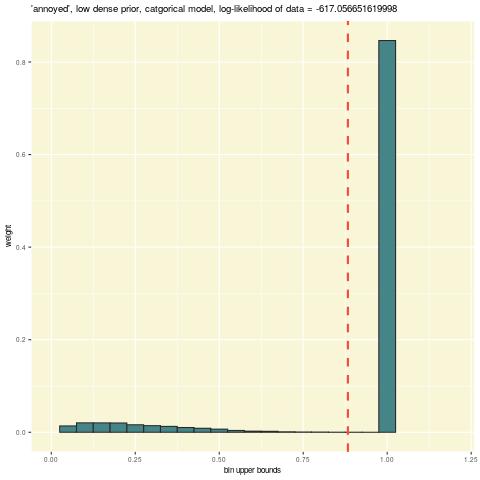 'annoyed', low dense prior, catgorical model, log-likelihood of data = -617.056651619998
0.8
0.6
0.4
0.2
0.0
weight
0.00 0.25 0.50 0.75 1.00 1.25
bin upper bounds